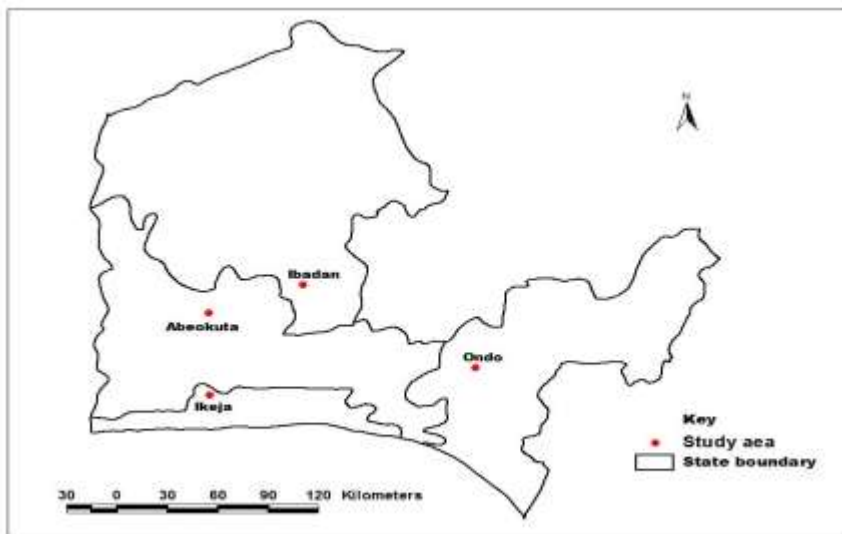 N
Ibadan
Abeokuta
Ondo
Ikeja
Key
Study aea
State boundary
30 0 30 60 90 120 Kilometers